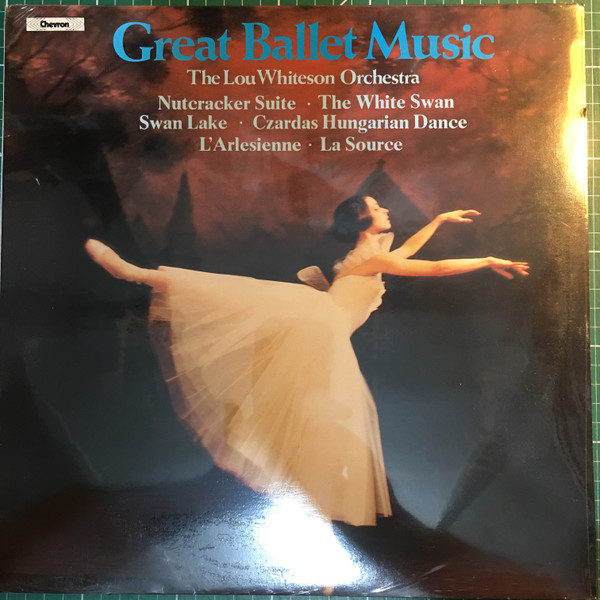 Chevron
Great Ballet Music
The Lou Whiteson Orchestra
Nutcracker Suite · The White Swan
Swan Lake · Czardas Hungarian Dance
L'Arlesienne · La Source